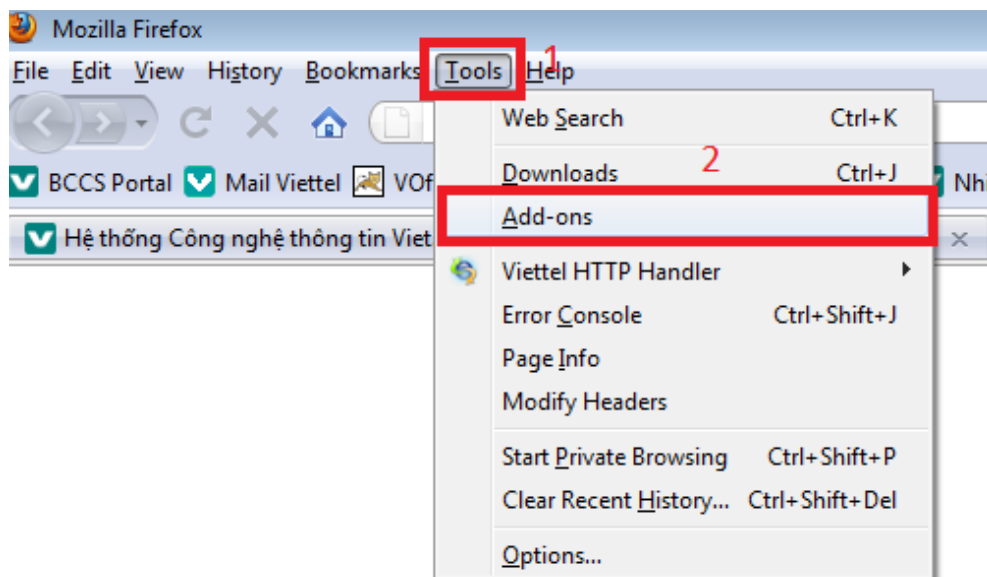 Mozilla Firefox
File Edit View History Bookmarks Tools Help
1
Web Search Ctrl+K
2
Downloads Ctrl+J
BCCS Portal Mail Viettel VOf Nhi
Add-ons
Hệ thống Công nghệ thông tin Viet
Viettel HTTP Handler
Error Console Ctrl+Shift+J
Page Info
Modify Headers
Start Private Browsing Ctrl+Shift+P
Clear Recent History... Ctrl+Shift+Del
Options...